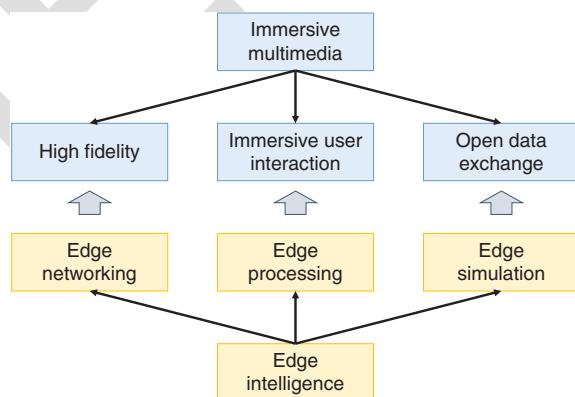 Immersive
multimedia
High fidelity
Immersive user
interaction
Open data
exchange
Edge
networking
Edge
processing
Edge
simulation
Edge
intelligence